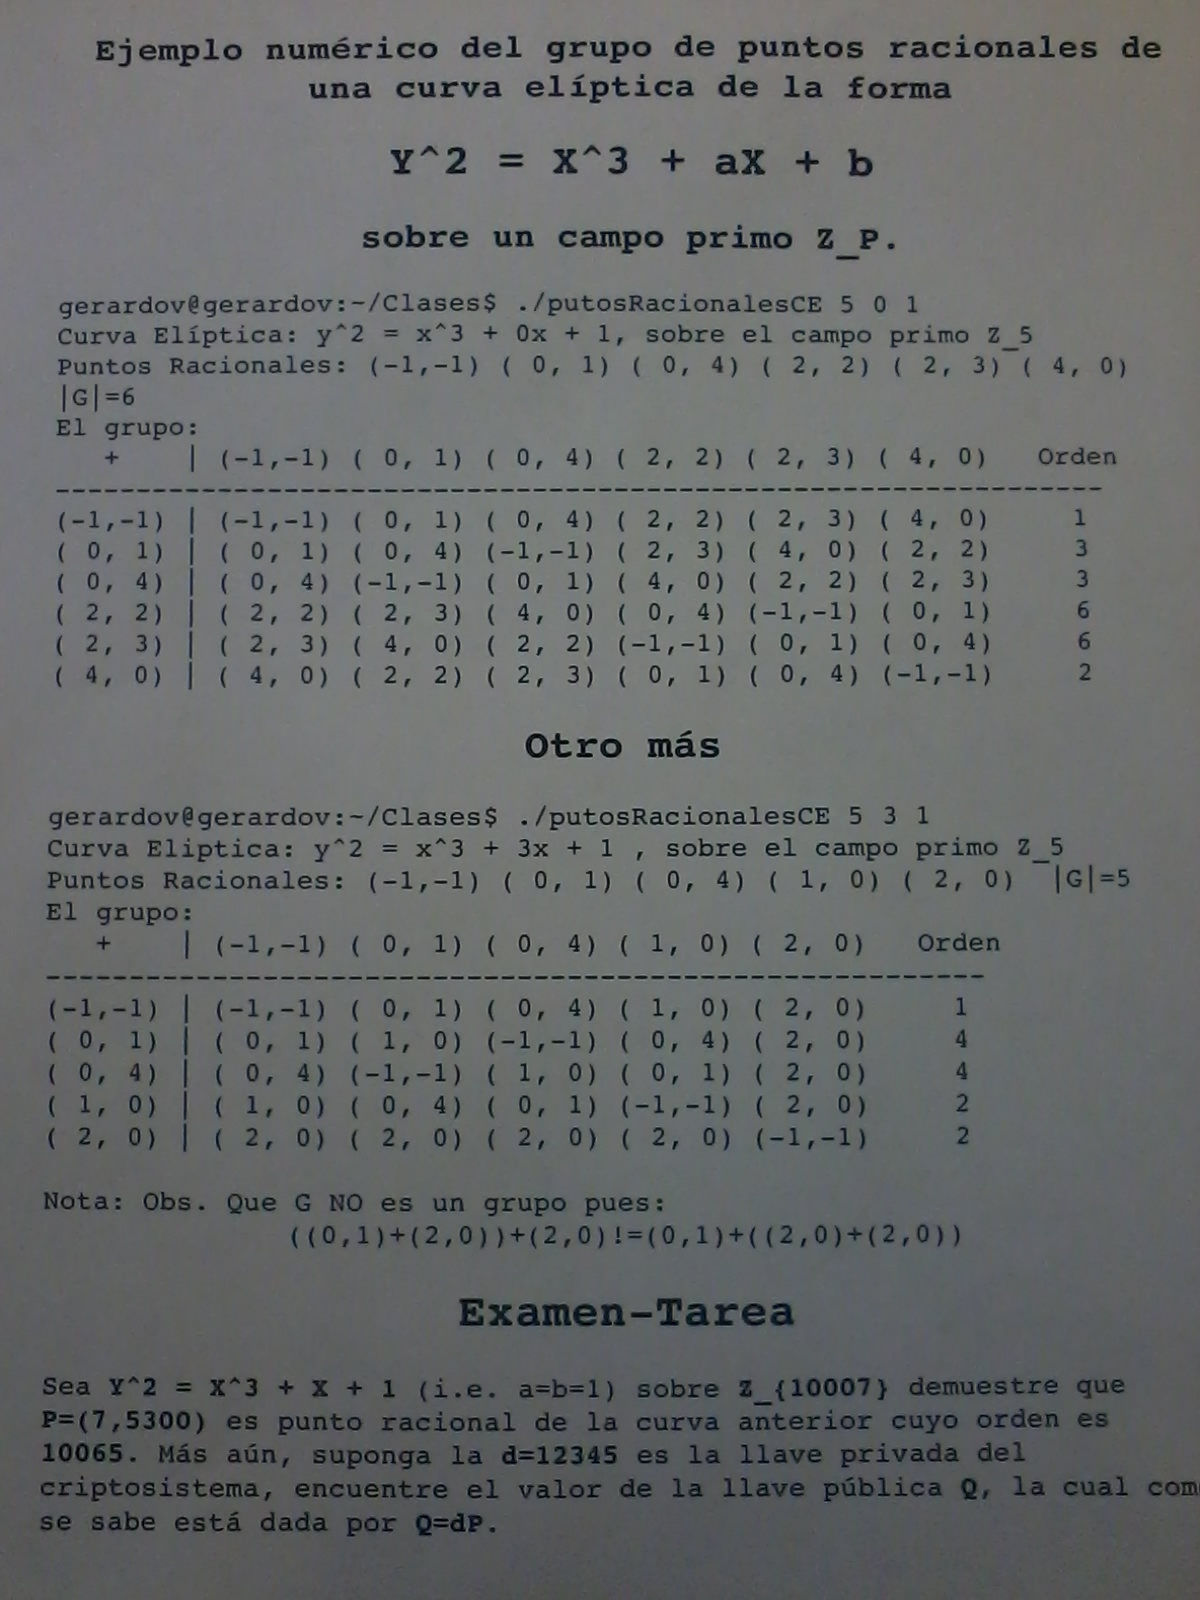 Ejemplo numérico del grupo de puntos racionales de
una curva elíptica de la forma
Y^2 = X^3 + aX + b
sobre un campo primo Z_P.
gerardov@gerardov:~/Clases$ ./putosRacionalesCE 5 0 1
Curva Elíptica: y^2 = x^3 + 0x + 1, sobre el campo primo Z_5
Puntos Racionales: (-1,-1) ( 0, 1) ( 0, 4) ( 2, 2) ( 2, 3) ( 4, 0)
|G|=6
El grupo:
+ | (-1,-1) ( 0, 1) ( 0, 4) ( 2, 2) ( 2, 3) ( 4, 0) Orden
-----------------------------------------------------------------
(-1,-1) | (-1,-1) ( 0, 1) ( 0, 4) ( 2, 2) ( 2, 3) ( 4, 0) 1
( 0, 1) | ( 0, 1) ( 0, 4) (-1,-1) ( 2, 3) ( 4, 0) ( 2, 2) 3
( 0, 4) | ( 0, 4) (-1,-1) ( 0, 1) ( 4, 0) ( 2, 2) ( 2, 3) 3
( 2, 2) | ( 2, 2) ( 2, 3) ( 4, 0) ( 0, 4) (-1,-1) ( 0, 1) 6
( 2, 3) | ( 2, 3) ( 4, 0) ( 2, 2) (-1,-1) ( 0, 1) ( 0, 4) 6
( 4, 0) | ( 4, 0) ( 2, 2) ( 2, 3) ( 0, 1) ( 0, 4) (-1,-1) 2
Otro más
gerardov@gerardov:~/Clases$ ./putosRacionalesCE 5 3 1
Curva Eliptica: y^2 = x^3 + 3x + 1 , sobre el campo primo Z_5
Puntos Racionales: (-1,-1) ( 0, 1) ( 0, 4) ( 1, 0) ( 2, 0) |G|=5
El grupo:
+ | (-1,-1) ( 0, 1) ( 0, 4) ( 1, 0) ( 2, 0) Orden
----------------------------------------------------------
(-1,-1) | (-1,-1) ( 0, 1) ( 0, 4) ( 1, 0) ( 2, 0) 1
( 0, 1) | ( 0, 1) ( 1, 0) (-1,-1) ( 0, 4) ( 2, 0) 4
( 0, 4) | ( 0, 4) (-1,-1) ( 1, 0) ( 0, 1) ( 2, 0) 4
( 1, 0) | ( 1, 0) ( 0, 4) ( 0, 1) (-1,-1) ( 2, 0) 2
( 2, 0) | ( 2, 0) ( 2, 0) ( 2, 0) ( 2, 0) (-1,-1) 2
Nota: Obs. Que G NO es un grupo pues:
((0,1)+(2,0))+(2,0)!=(0,1)+((2,0)+(2,0))
Examen-Tarea
Sea Y^2 = X^3 + X + 1 (i.e. a=b=1) sobre Z_{10007} demuestre que
P=(7,5300) es punto racional de la curva anterior cuyo orden es
10065. Más aún, suponga la d=12345 es la llave privada del
criptosistema, encuentre el valor de la llave pública Q, la cual com
se sabe está dada por Q=dP.